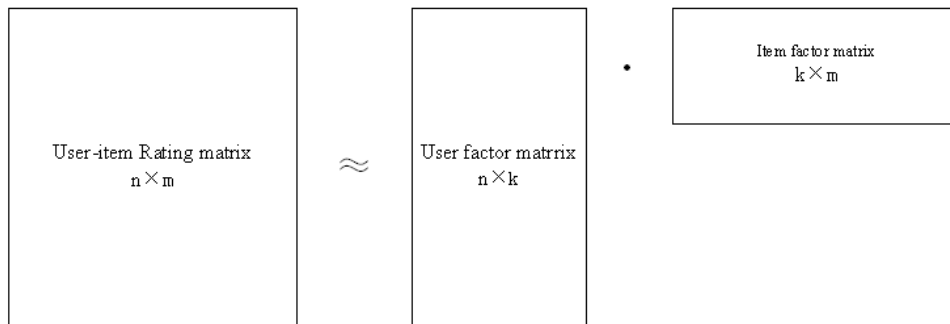 User-item Rating matrix
n×m
≈
User factor matrrix
n×k
•
Item factor matrix
k×m